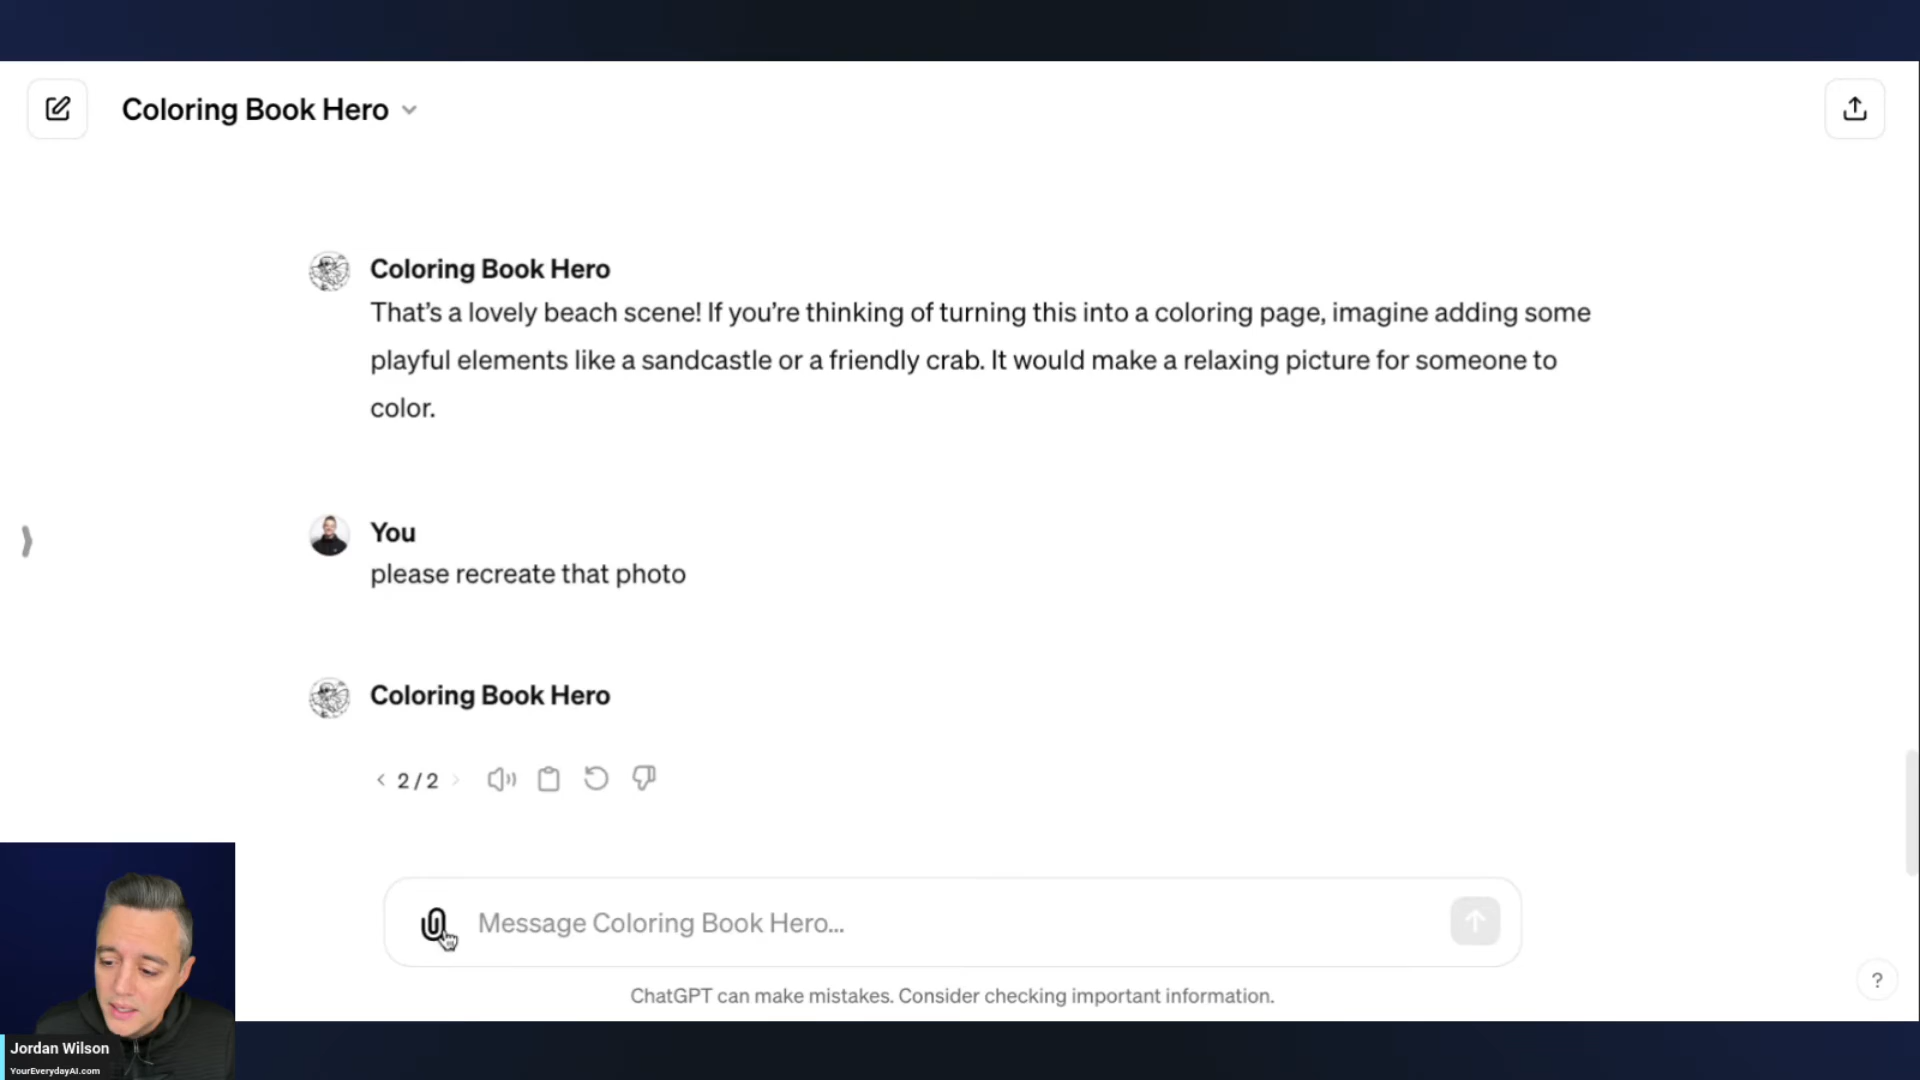 Coloring Book Hero
Coloring Book Hero
That's a lovely beach scene! If you're thinking of turning this into a coloring page, imagine adding some
playful elements like a sandcastle or a friendly crab. It would make a relaxing picture for someone to
color.
You
please recreate that photo
Coloring Book Hero
2 / 2
Message Coloring Book Hero...
ChatGPT can make mistakes. Consider checking important information.
?
Jordan Wilson
YourEverydayAI.com